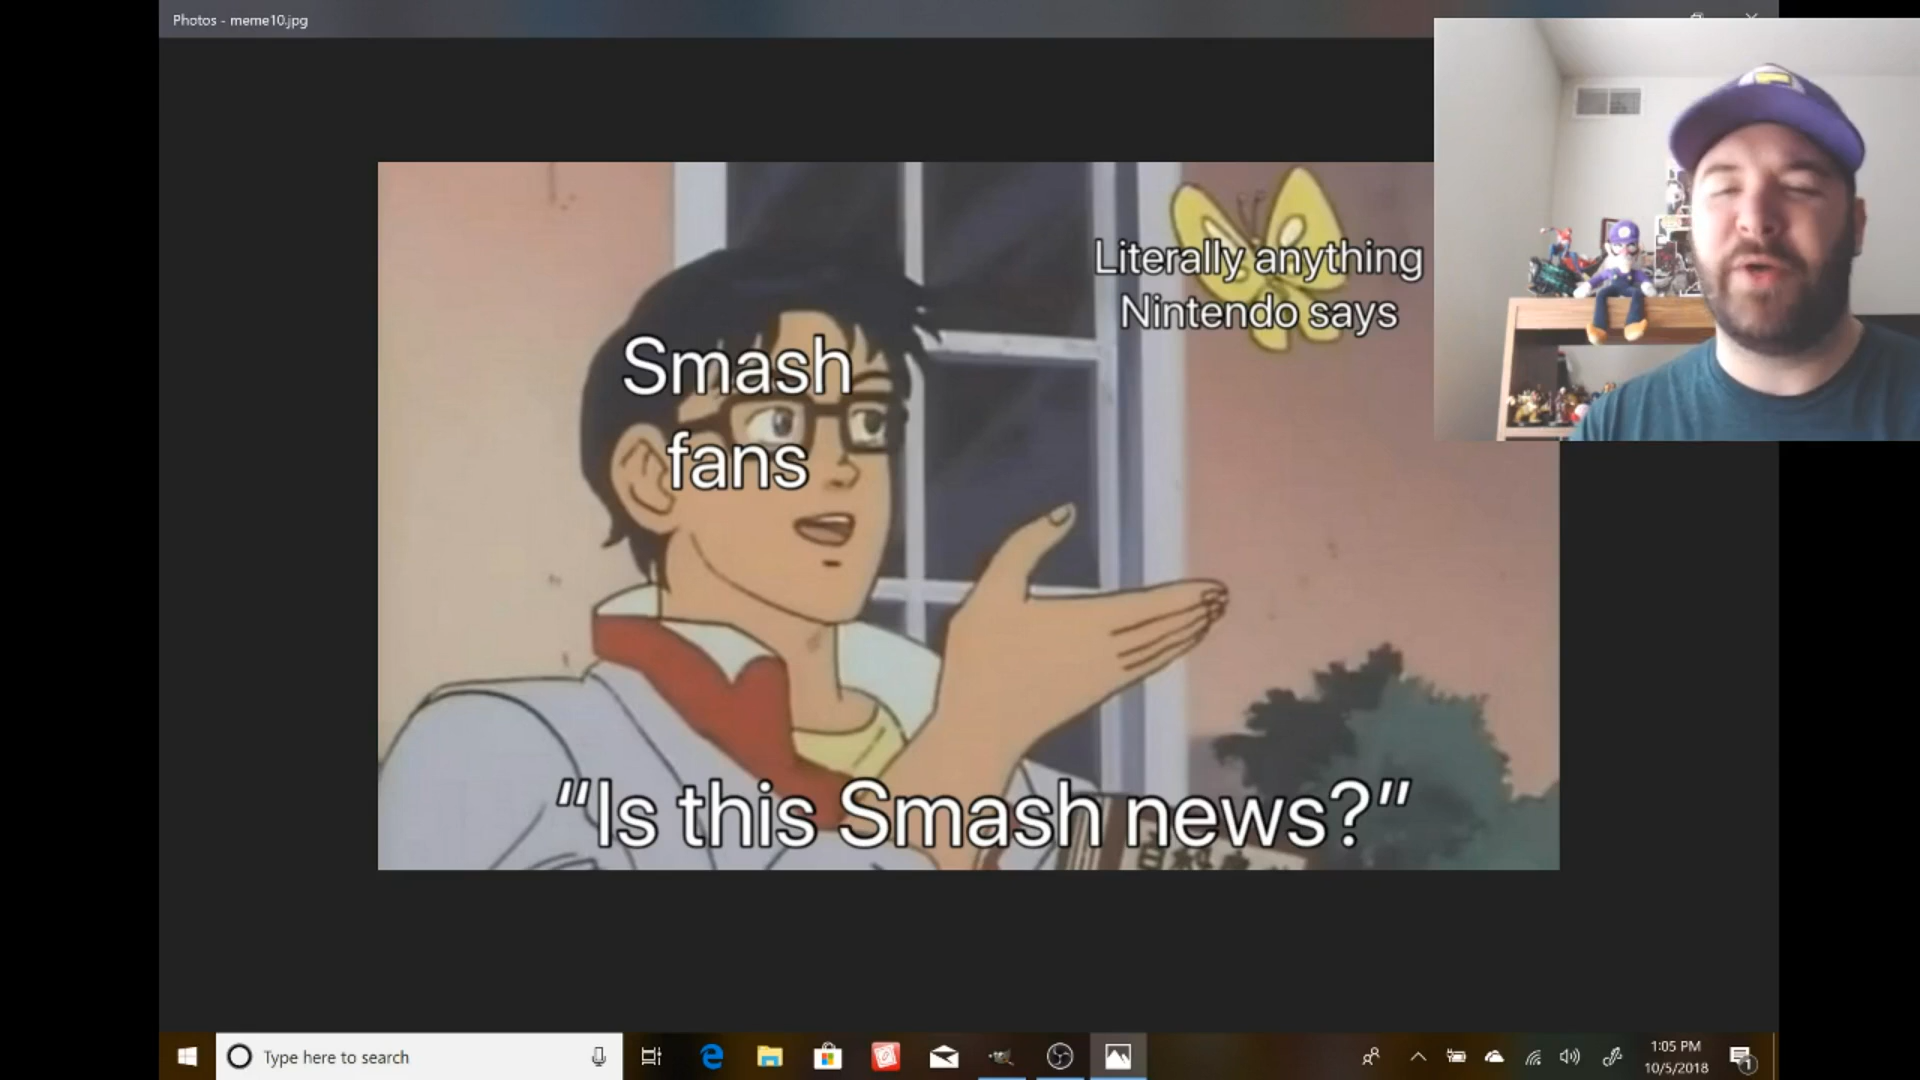 Photos - meme10.jpg
Literally anything
Nintendo says
Smash
fans
“Is this Smash news?”
Type here to search
1:05 PM
10/5/2018
1